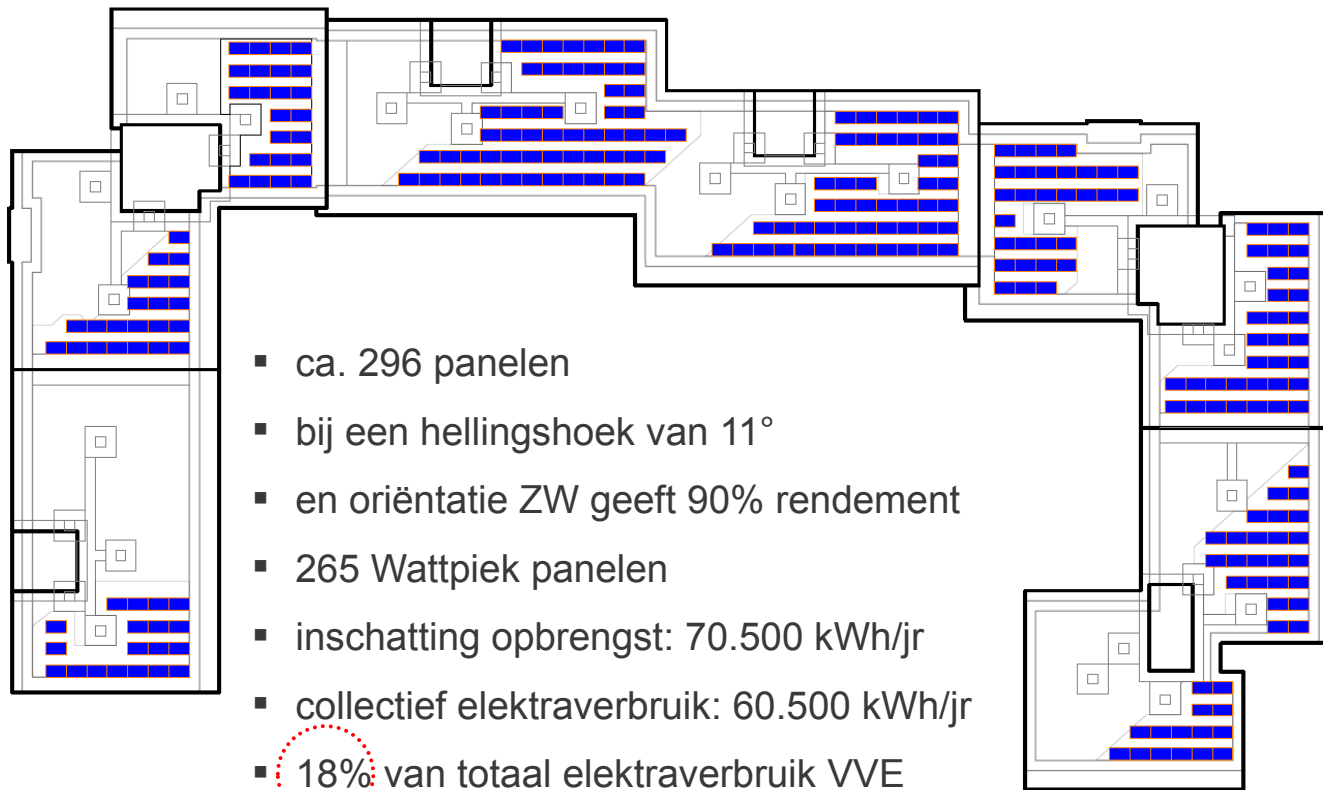 ▪ ca. 296 panelen
▪ bij een hellingshoek van 11°
▪ en oriëntatie ZW geeft 90% rendement
▪ 265 Wattpiek panelen
▪ inschatting opbrengst: 70.500 kWh/jr
▪ collectief elektraverbruik: 60.500 kWh/jr
▪ 18% van totaal elektraverbruik VVE